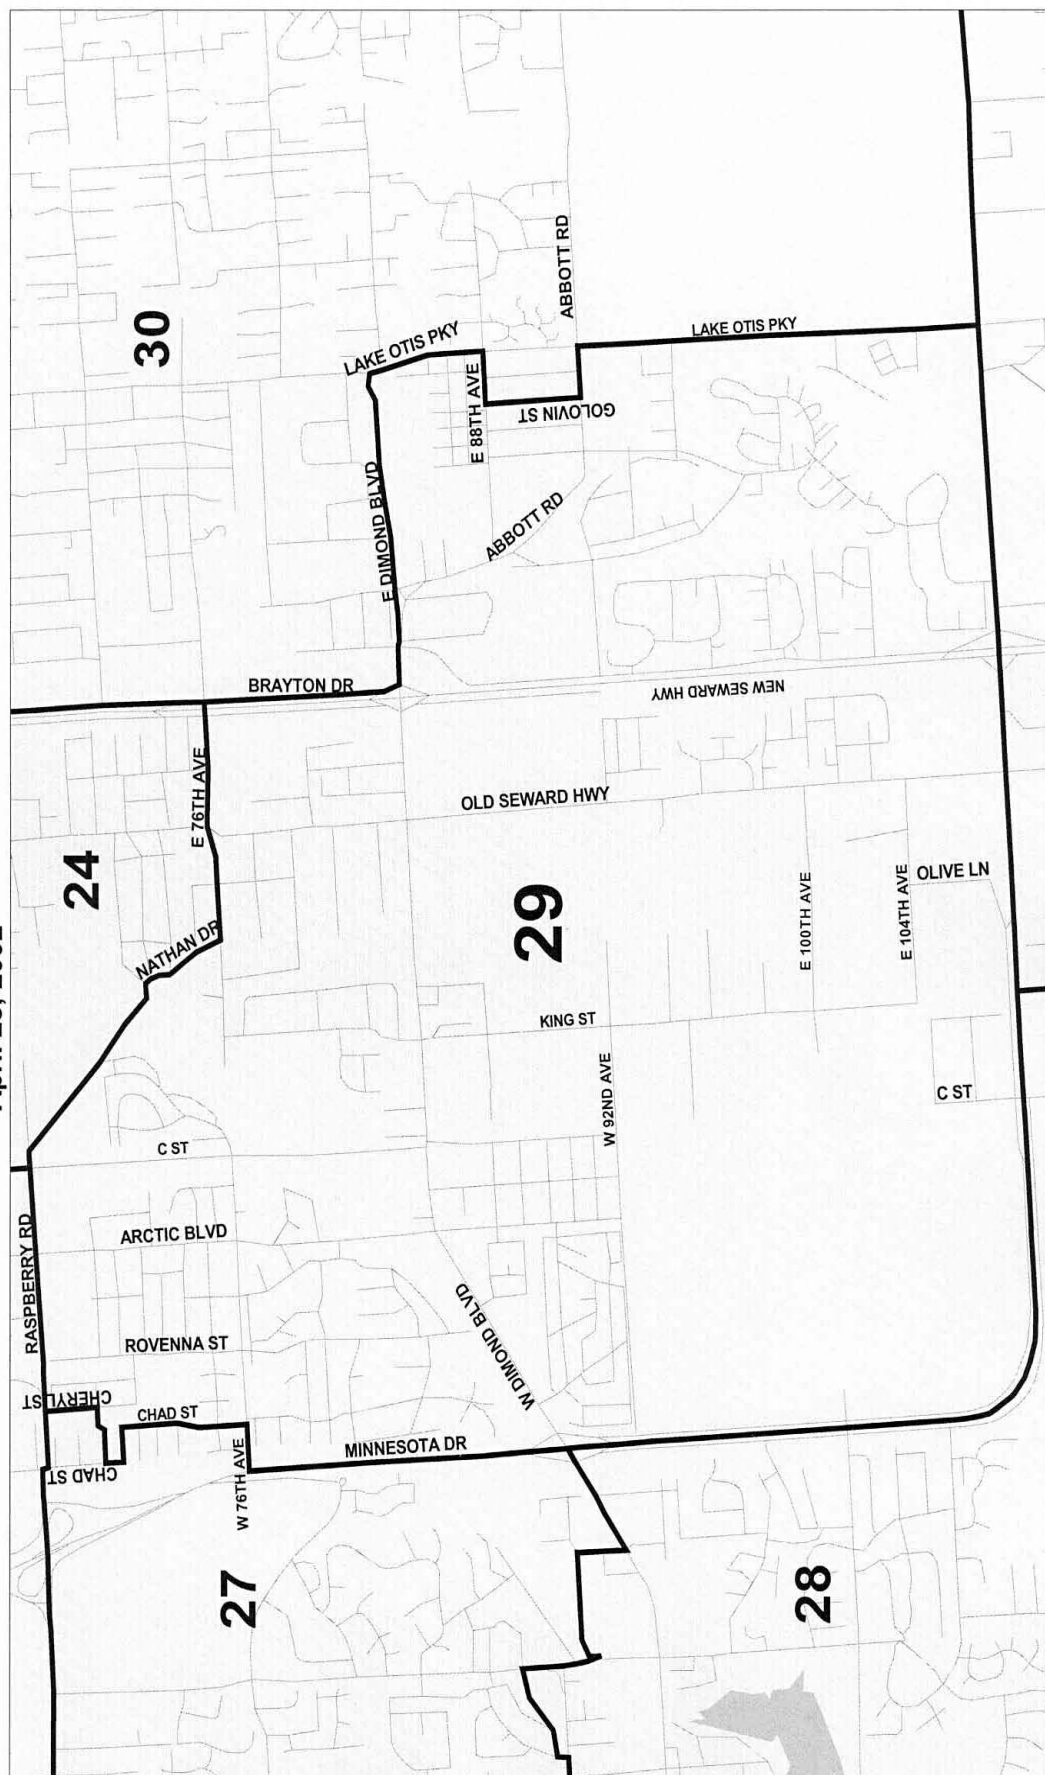 30
LAKE OTIS PKY
ABBOTT RD
LAKE OTIS PKY
E 88TH AVE
GOLOVIN ST
E DIMOND BLVD
ABBOTT RD
BRAYTON DR
NEW SEWARD HWY
24
E 76TH AVE
OLD SEWARD HWY
NATHAN DR
29
E 100TH AVE
E 104TH AVE
OLIVE LN
KING ST
W 92ND AVE
C ST
C ST
RASPBERRY RD
ARCTIC BLVD
ROVENNA ST
W DIMOND BLVD
CHERYL ST
CHAD ST
CHAD ST
W 76TH AVE
MINNESOTA DR
27
28